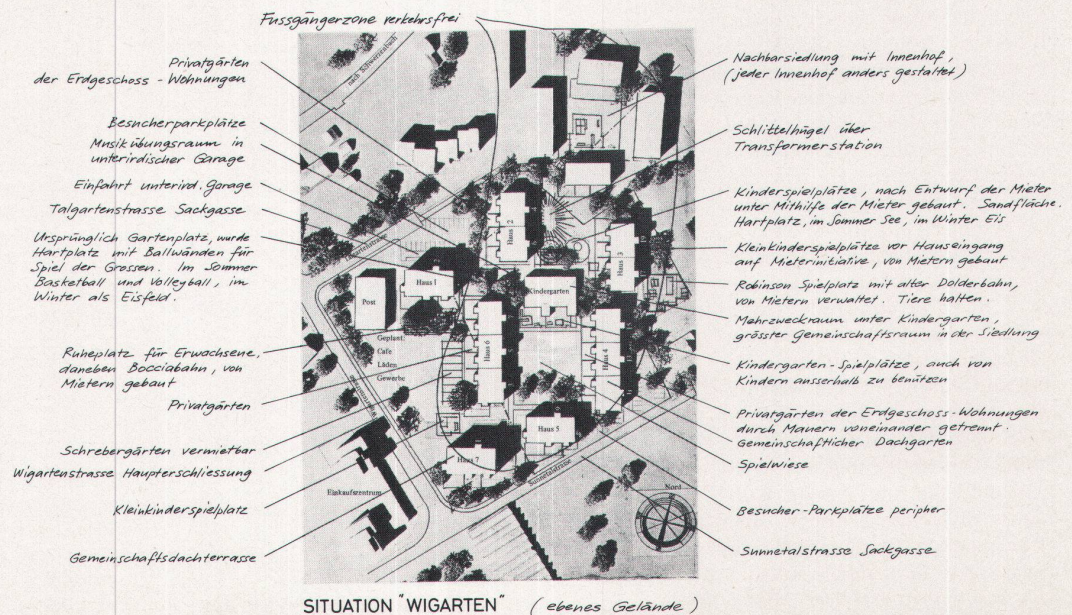 Fussgängerzone verkehrsfrei
Privatgärten
der Erdgeschoss - Wohnungen
Besucherparkplätze
Musikübungsraum in
unterirdischer Garage
Einfahrt unterird. Garage
Talgartenstrasse Sackgasse
Ursprünglich Gartenplatz, wurde
Hartplatz mit Ballwänden für
Spiel der Grossen. Im Sommer
Basketball und Volleyball, im
Winter als Eisfeld.
Ruheplatz für Erwachsene,
daneben Bocciabahn, von
Mietern gebaut
Privatgärten
Schrebergärten vermietbar
Wigartenstrasse Haupterschliessung
Kleinkinderspielplatz
Gemeinschaftsdachterrasse
nach Schwerzenbach
Haus 2
Haus 3
Haus 1
Post
Kindergarten
Geplant:
Cafe
Läden
Gewerbe
Haus 6
Haus 4
Haus 5
Haus 7
Einkaufszentrum
Sunnetalstrasse
Nord
Nachbarsiedlung mit Innenhof,
(jeder Innenhof anders gestaltet)
Schlittelhügel über
Transformerstation
Kinderspielplätze, nach Entwurf der Mieter
unter Mithilfe der Mieter gebaut. Sandfläche.
Hartplatz, im Sommer See, im Winter Eis
Kleinkinderspielplätze vor Hauseingang
auf Mieterinitiative, von Mietern gebaut
Robinson Spielplatz mit alter Dolderbahn,
von Mietern verwaltet. Tiere halten.
Mehrzweckraum unter Kindergarten,
grösster Gemeinschaftsraum in der Siedlung
Kindergarten - Spielplätze, auch von
Kindern ausserhalb zu benützen
Privatgärten der Erdgeschoss-Wohnungen
durch Mauern voneinander getrennt.
Gemeinschaftlicher Dachgarten
Spielwiese
Besucher-Parkplätze peripher
Sunnetalstrasse Sackgasse
SITUATION "WIGARTEN" (ebenes Gelände)